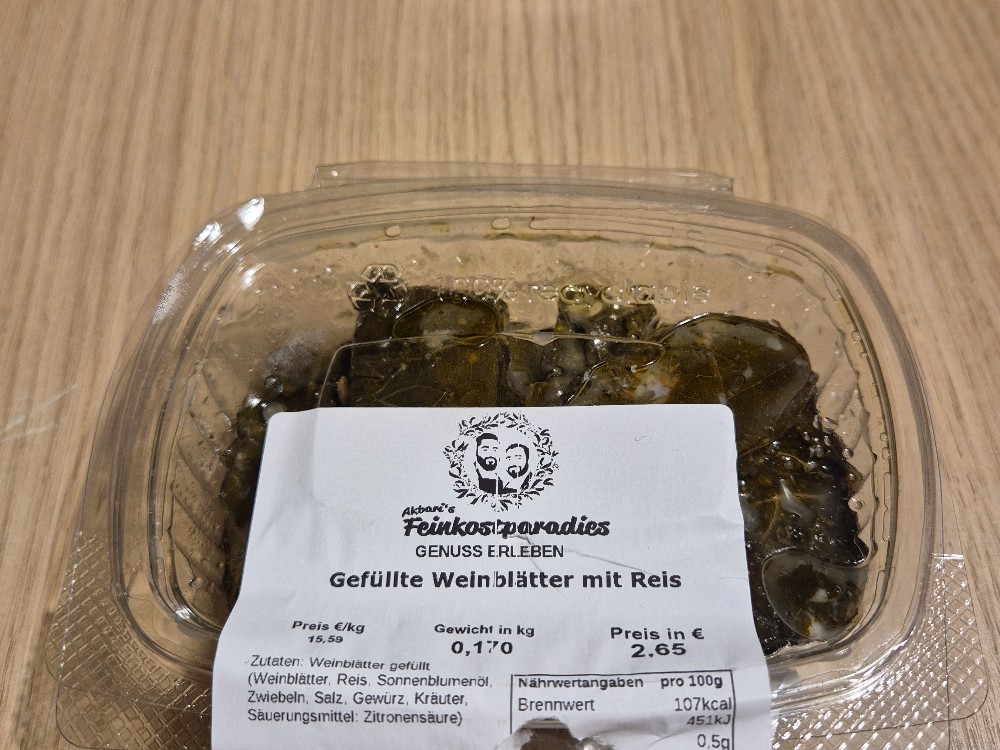 100% recyclable
Akbari's
Feinkostparadies
GENUSS ERLEBEN
Gefüllte Weinblätter mit Reis
Preis €/kg
15,59
Gewicht in kg
0,170
Preis in €
2,65
Zutaten: Weinblätter gefüllt
(Weinblätter, Reis, Sonnenblumenöl,
Zwiebeln, Salz, Gewürz, Kräuter,
Säuerungsmittel: Zitronensäure)
Nährwertangaben pro 100g
Brennwert 107kcal
451kJ
0,5g